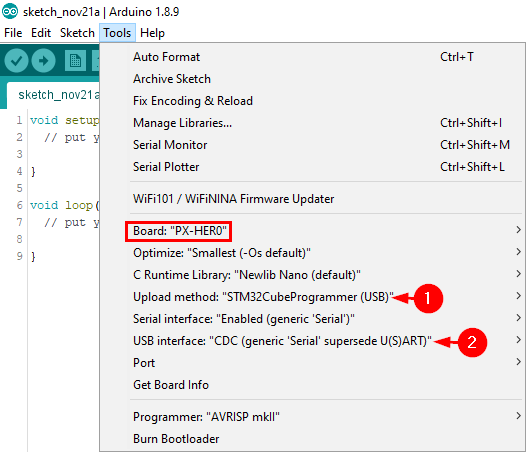 sketch_nov21a | Arduino 1.8.9
File Edit Sketch Tools Help
Auto Format Ctrl+T
Archive Sketch
Fix Encoding & Reload
Manage Libraries... Ctrl+Shift+I
Serial Monitor Ctrl+Shift+M
Serial Plotter Ctrl+Shift+L
WiFi101 / WiFiNINA Firmware Updater
Board: "PX-HER0"
Optimize: "Smallest (-Os default)"
C Runtime Library: "Newlib Nano (default)"
Upload method: "STM32CubeProgrammer (USB)" 1
Serial interface: "Enabled (generic 'Serial')"
USB interface: "CDC (generic 'Serial' supersede U(S)ART)" 2
Port
Get Board Info
Programmer: "AVRISP mkII"
Burn Bootloader
sketch_nov21a
1 void setup
2 // put y
3
4 }
5
6 void loop(
7 // put y
8
9 }